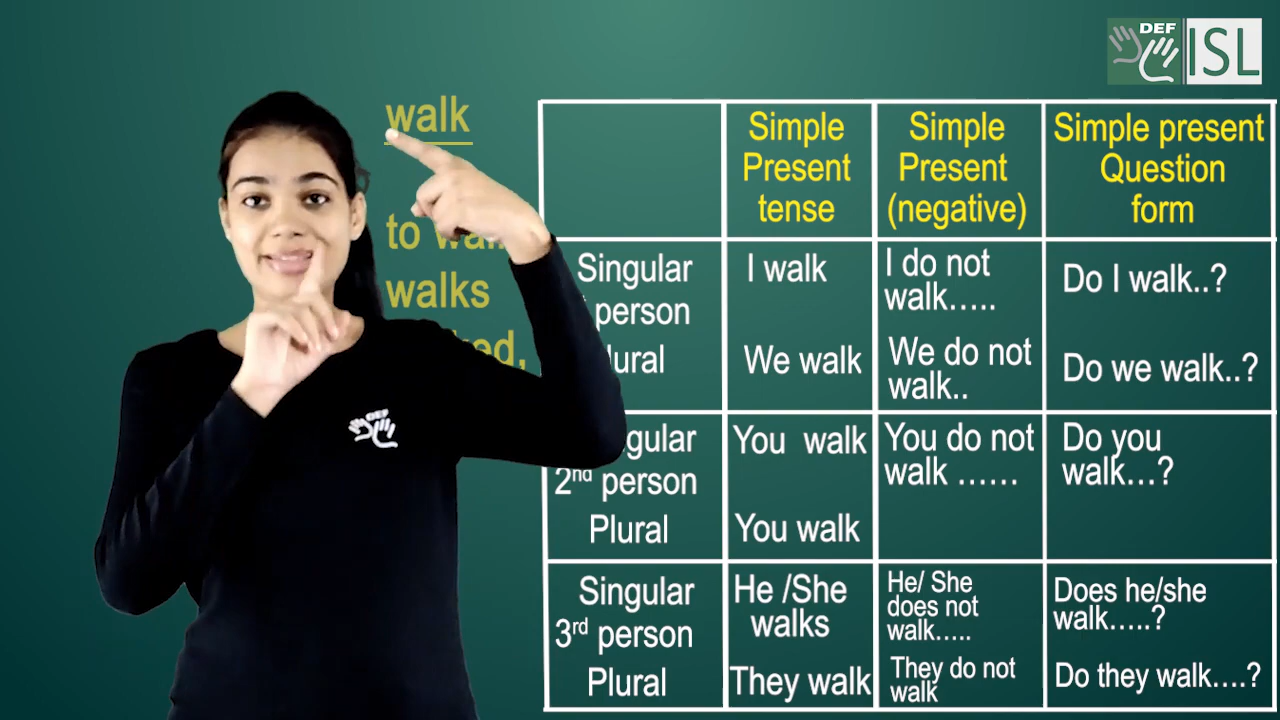 DEF
ISL
walk
to
walks
Simple
Present
tense
Simple
Present
(negative)
Simple present
Question
form
Singular
person
I walk
I do not
walk.....
Do I walk..?
We walk
We do not
walk..
Do we walk..?
2nd person
You walk
You do not
walk ......
Do you
walk...?
Plural
You walk
Singular
3rd person
He /She
walks
He/ She
does not
walk.....
Does he/she
walk.....?
Plural
They walk
They do not
walk
Do they walk....?
DEF